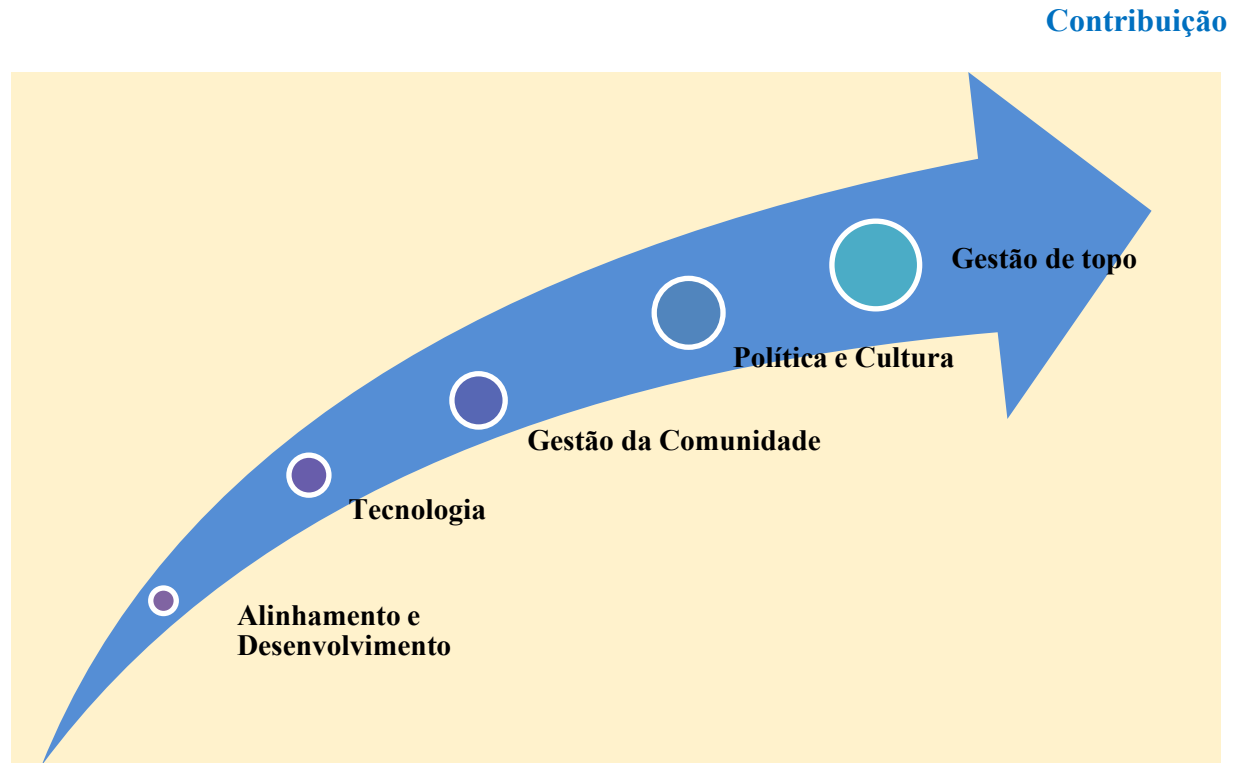 Contribuição
Gestão de topo
Política e Cultura
Gestão da Comunidade
Tecnologia
Alinhamento e
Desenvolvimento